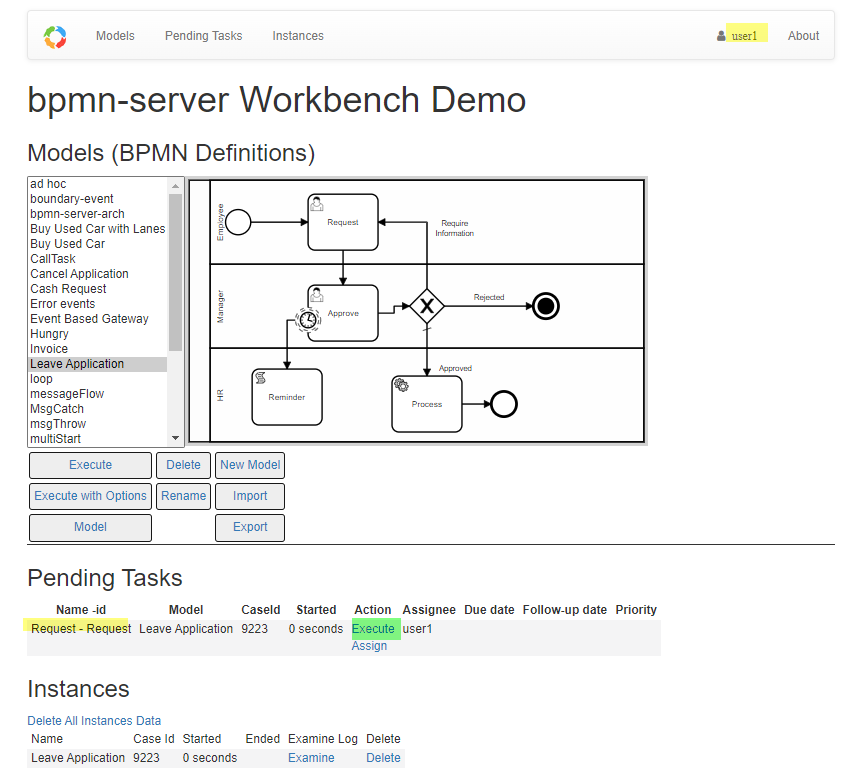 Models Pending Tasks Instances user1 About
bpmn-server Workbench Demo
Models (BPMN Definitions)
ad hoc
boundary-event
bpmn-server-arch
Buy Used Car with Lanes
Buy Used Car
CallTask
Cancel Application
Cash Request
Error events
Event Based Gateway
Hungry
Invoice
Leave Application
loop
messageFlow
MsgCatch
msgThrow
multiStart
Employee
Request
Require
Information
Manager
Approve
X
Rejected
HR
Reminder
Approved
Process
Execute Delete New Model
Execute with Options Rename Import
Model Export
Pending Tasks
Name -id Model CaseId Started Action Assignee Due date Follow-up date Priority
Request - Request Leave Application 9223 0 seconds Execute user1
Assign
Instances
Delete All Instances Data
Name Case Id Started Ended Examine Log Delete
Leave Application 9223 0 seconds Examine Delete